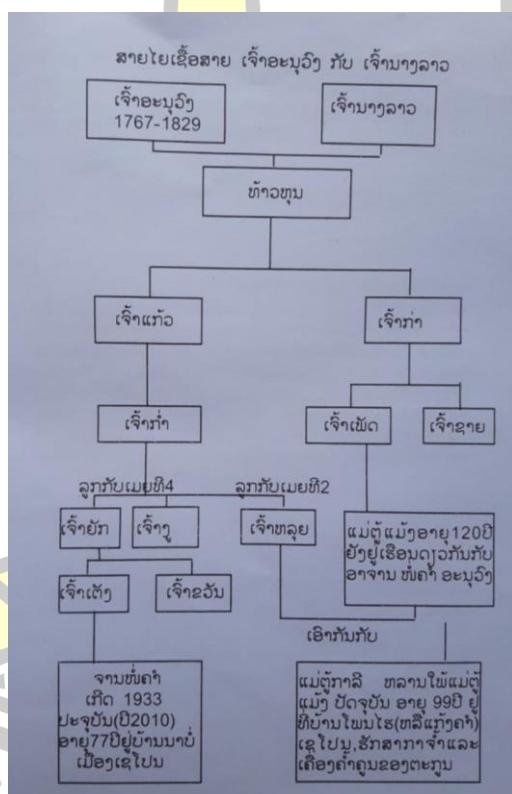 ສາຍໄຍເຊື້ອສາຍ ເຈົ້າອະນຸວົງ ກັບ ເຈົ້ານາງລາວ
ເຈົ້າອະນຸວົງ
1767-1829
ເຈົ້ານາງລາວ
ທ້າວທຸນ
ເຈົ້າແກ້ວ
ເຈົ້າກ່າ
ເຈົ້າກ່ຳ
ເຈົ້າເພັດ
ເຈົ້າຊາຍ
ລູກກັບເມຍທີ4
ລູກກັບເມຍທີ2
ເຈົ້າຍັກ
ເຈົ້າງູ
ເຈົ້າຫລຸຍ
ເຈົ້າເຕັງ
ເຈົ້າຂວັນ
ແມ່ຕູ້ ແມ້ງອາຍຸ120ປີ
ຍັງຢູ່ເຮືອນດຽວກັນກັບ
ອາຈານ ໜໍ່ຄຳ ອະນຸວົງ
ເອົາກັນກັບ
ຈານໜໍ່ຄຳ
ເກີດ 1933
ປະຈຸບັນ(ປີ2010)
ອາຍຸ77ປີຢູ່ບ້ານນາບໍ່
ເມືອງເຊໂປນ
ແມ່ຕູ້ກາລີ ຫລານໃພ້ແມ່ຕູ້
ແມ້ງ ປັດຈຸບັນ ອາຍຸ 99ປີ ຢູ່
ທີ່ບ້ານໂພນໄຮ(ຫລືແກ້ງຄຳ)
ເຊໂປນ,ຮັກສາກາຈ້ຳແລະ
ເຄື່ອງຄ້ຳຄູນຂອງຕະກູນ